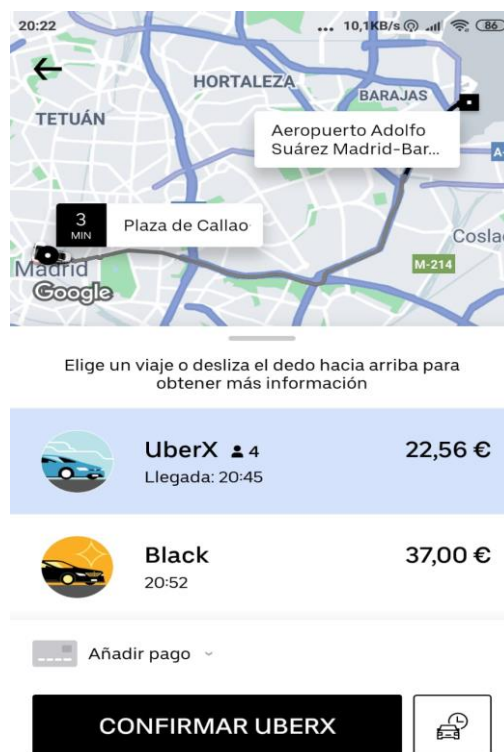 20:22
... 10,1KB/s 86
HORTALEZA
BARAJAS
TETUÁN
Aeropuerto Adolfo
Suárez Madrid-Bar...
A-
3
MIN
Plaza de Callao
Coslad
Madrid
M-214
Google
Elige un viaje o desliza el dedo hacia arriba para
obtener más información
UberX 4
22,56 €
Llegada: 20:45
Black
37,00 €
20:52
Añadir pago
CONFIRMAR UBERX